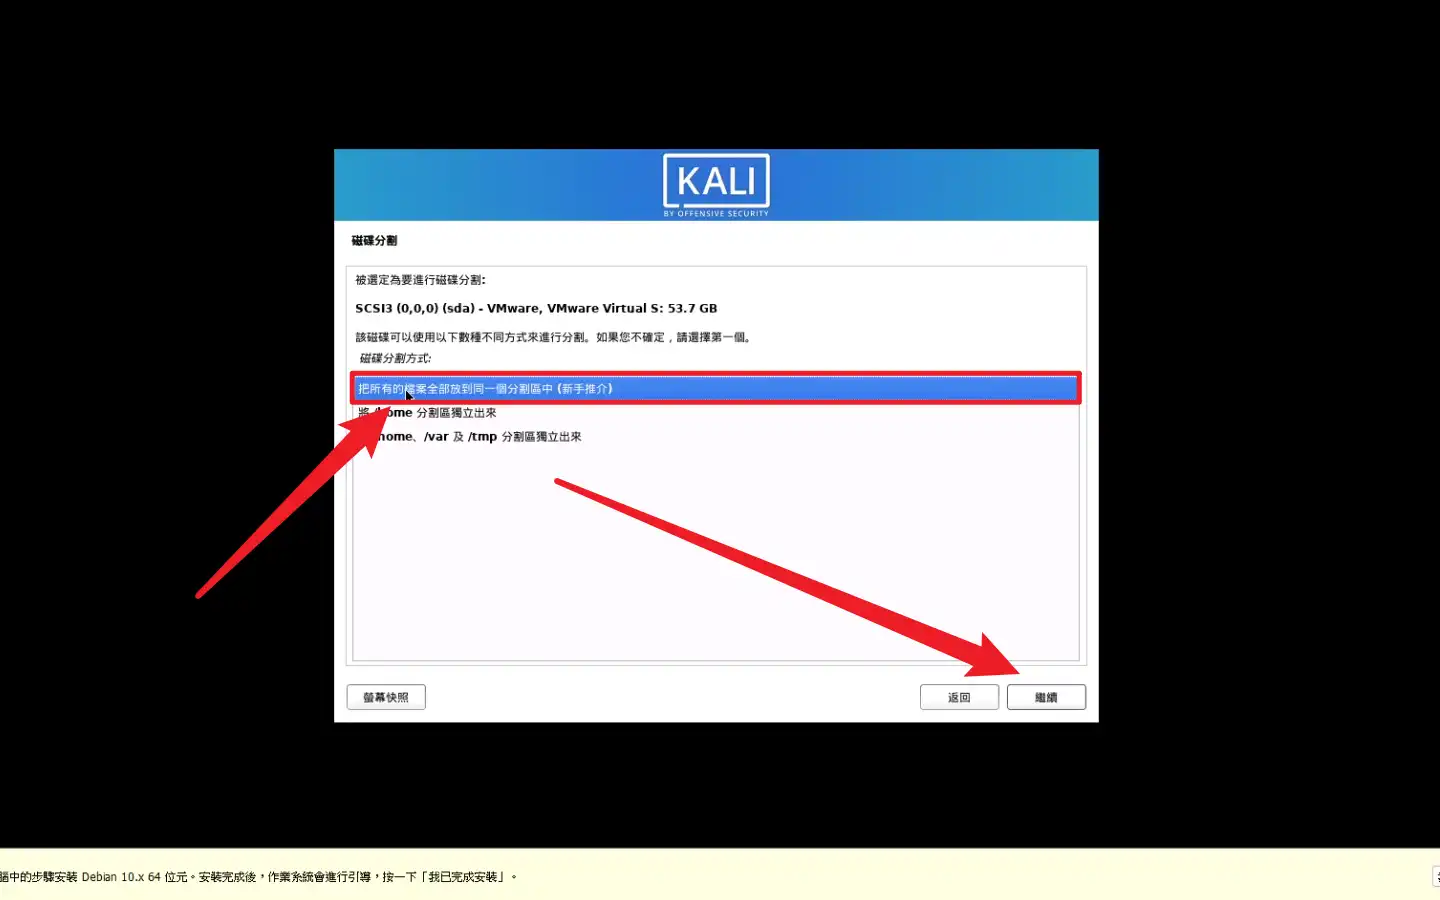 KALI
BY OFFENSIVE SECURITY
磁碟分割
被選定為要進行磁碟分割:
SCSI3 (0,0,0) (sda) - VMware, VMware Virtual S: 53.7 GB
該磁碟可以使用以下數種不同方式來進行分割。如果您不確定，請選擇第一個。
磁碟分割方式:
把所有的檔案全部放到同一個分割區中 (新手推介)
將 /home 分割區獨立出來
home、/var 及 /tmp 分割區獨立出來
螢幕快照
返回
繼續
腦中的步驟安裝 Debian 10.x 64 位元。安裝完成後，作業系統會進行引導，按一下「我已完成安裝」。